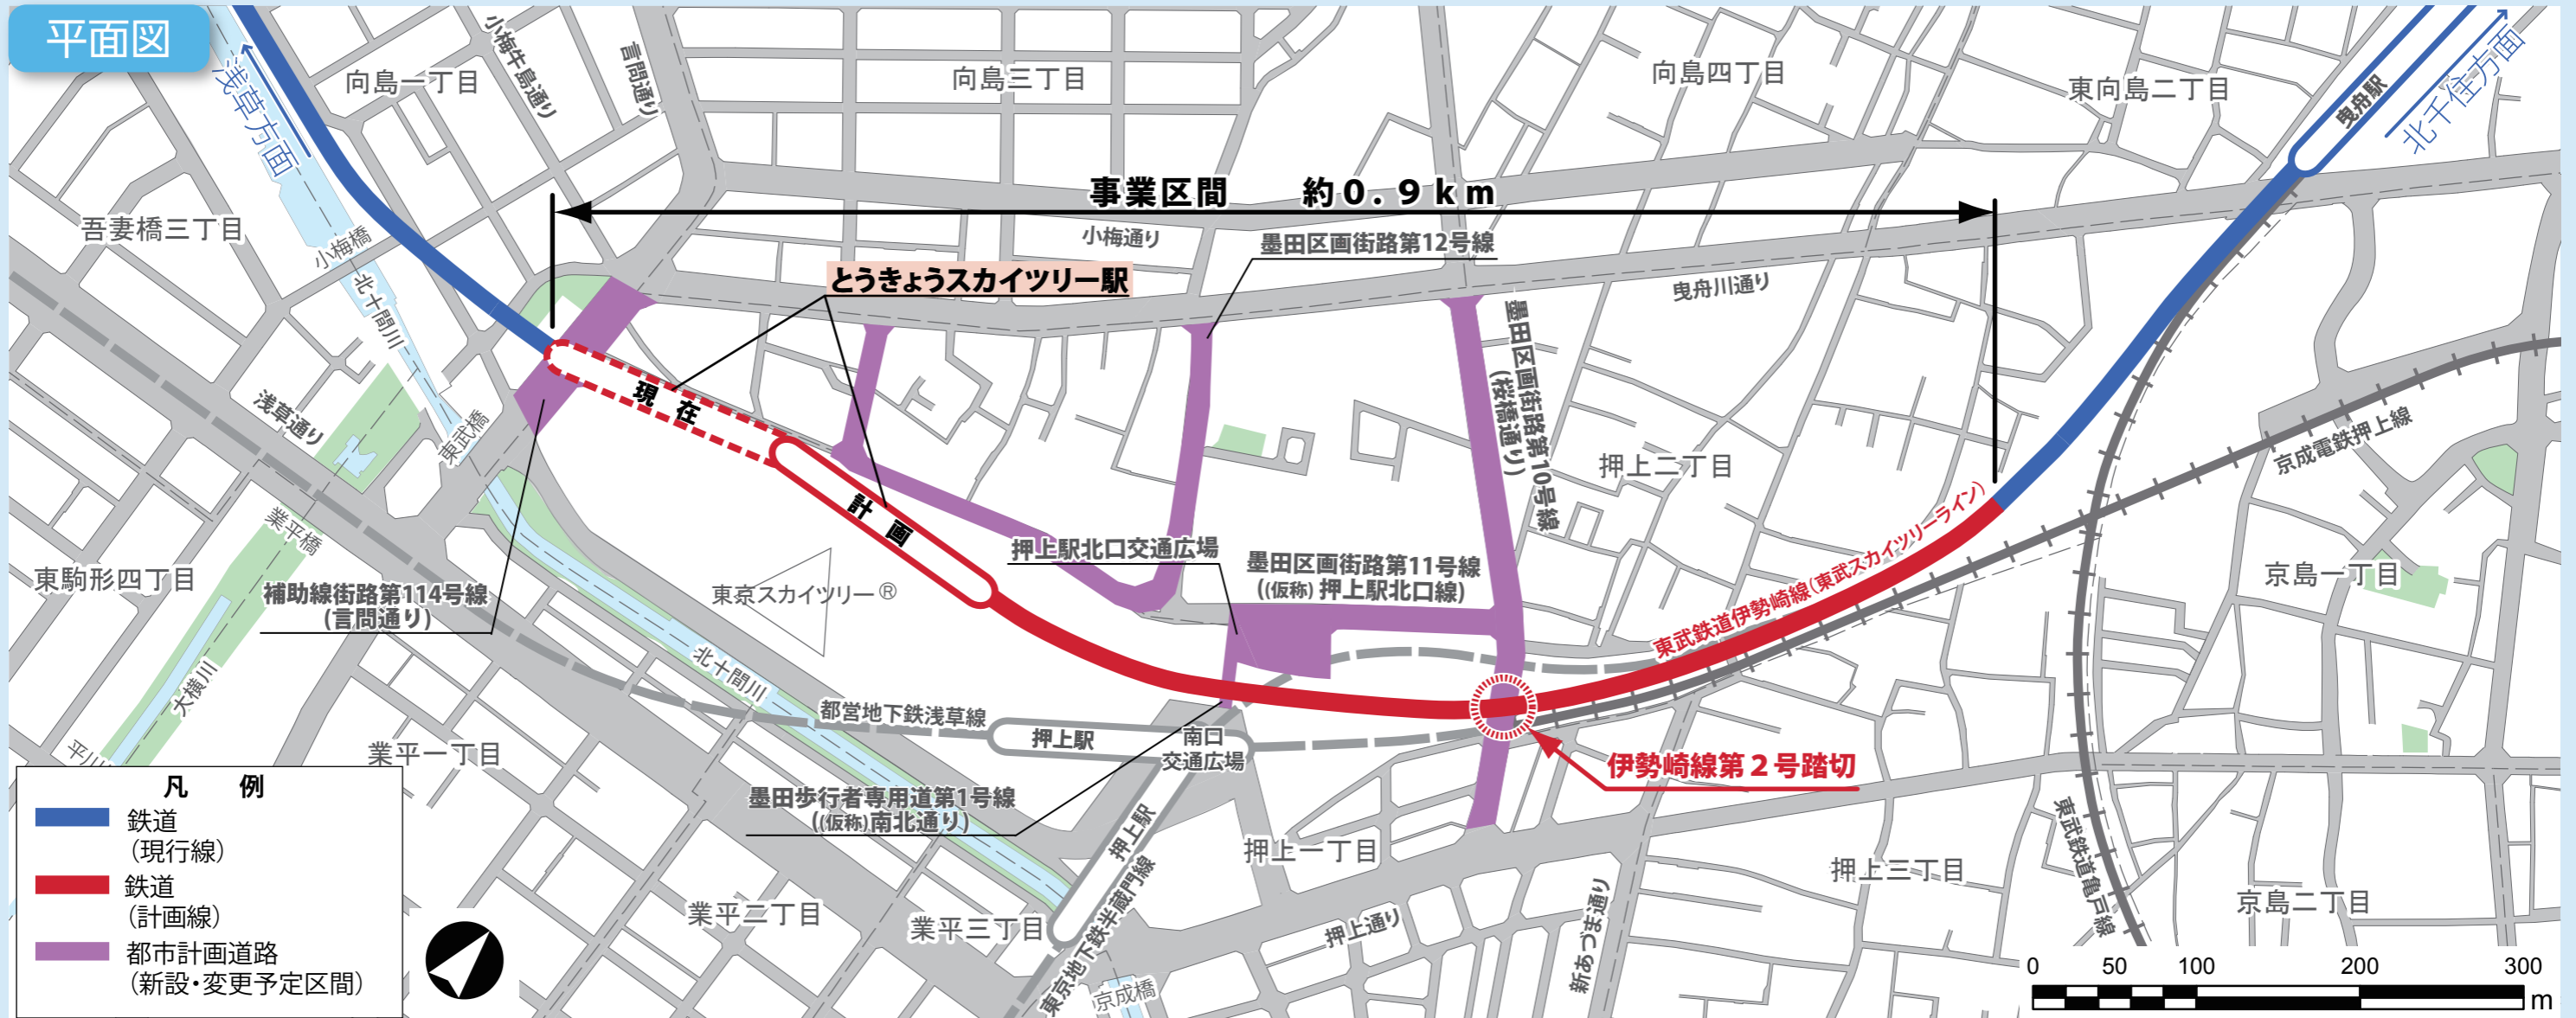 平面図
浅草方面
向島一丁目
小梅牛島通り
言問通り
向島三丁目
向島四丁目
東向島二丁目
曳舟駅
北千住方面
事業区間 約0.9km
吾妻橋三丁目
小梅橋
小梅通り
墨田区画街路第12号線
とうきょうスカイツリー駅
曳舟川通り
北十間川
墨田区画街路第10号線
(桜橋通り)
現在
浅草通り
東武橋
押上二丁目
京成電鉄押上線
計画
業平橋
東武鉄道伊勢崎線(東武スカイツリーライン)
押上駅北口交通広場
墨田区画街路第11号線
((仮称)押上駅北口線)
東駒形四丁目
補助線街路第114号線
(言問通り)
東京スカイツリー®
京島一丁目
大横川
北十間川
都営地下鉄浅草線
押上駅
南口
交通広場
伊勢崎線第2号踏切
平川
業平一丁目
墨田歩行者専用道第1号線
((仮称)南北通り)
押上駅
東京地下鉄半蔵門線
押上一丁目
押上三丁目
東武鉄道亀戸線
京島二丁目
業平二丁目
業平三丁目
押上通り
新あづま通り
京成橋
凡例
鉄道
(現行線)
鉄道
(計画線)
都市計画道路
(新設・変更予定区間)
0 50 100 200 300
m